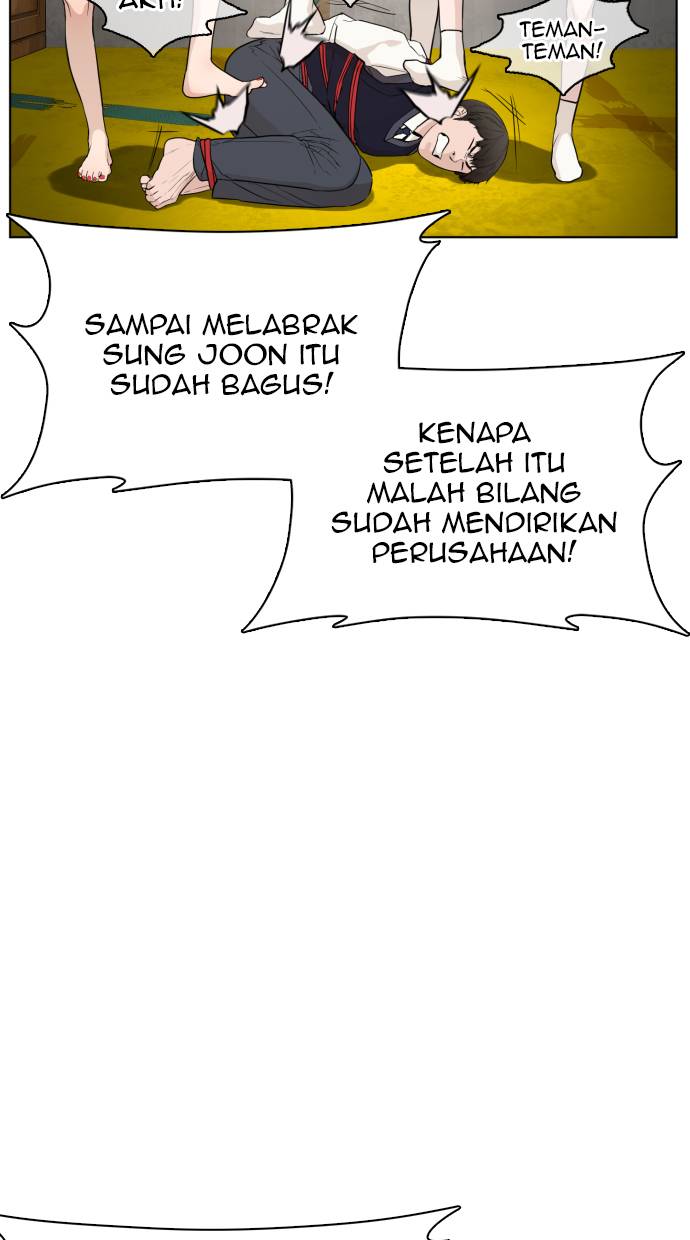 TEMAN-
TEMAN!
SAMPAI MELABRAK
SUNG JOON ITU
SUDAH BAGUS!
KENAPA
SETELAH ITU
MALAH BILANG
SUDAH MENDIRIKAN
PERUSAHAAN!